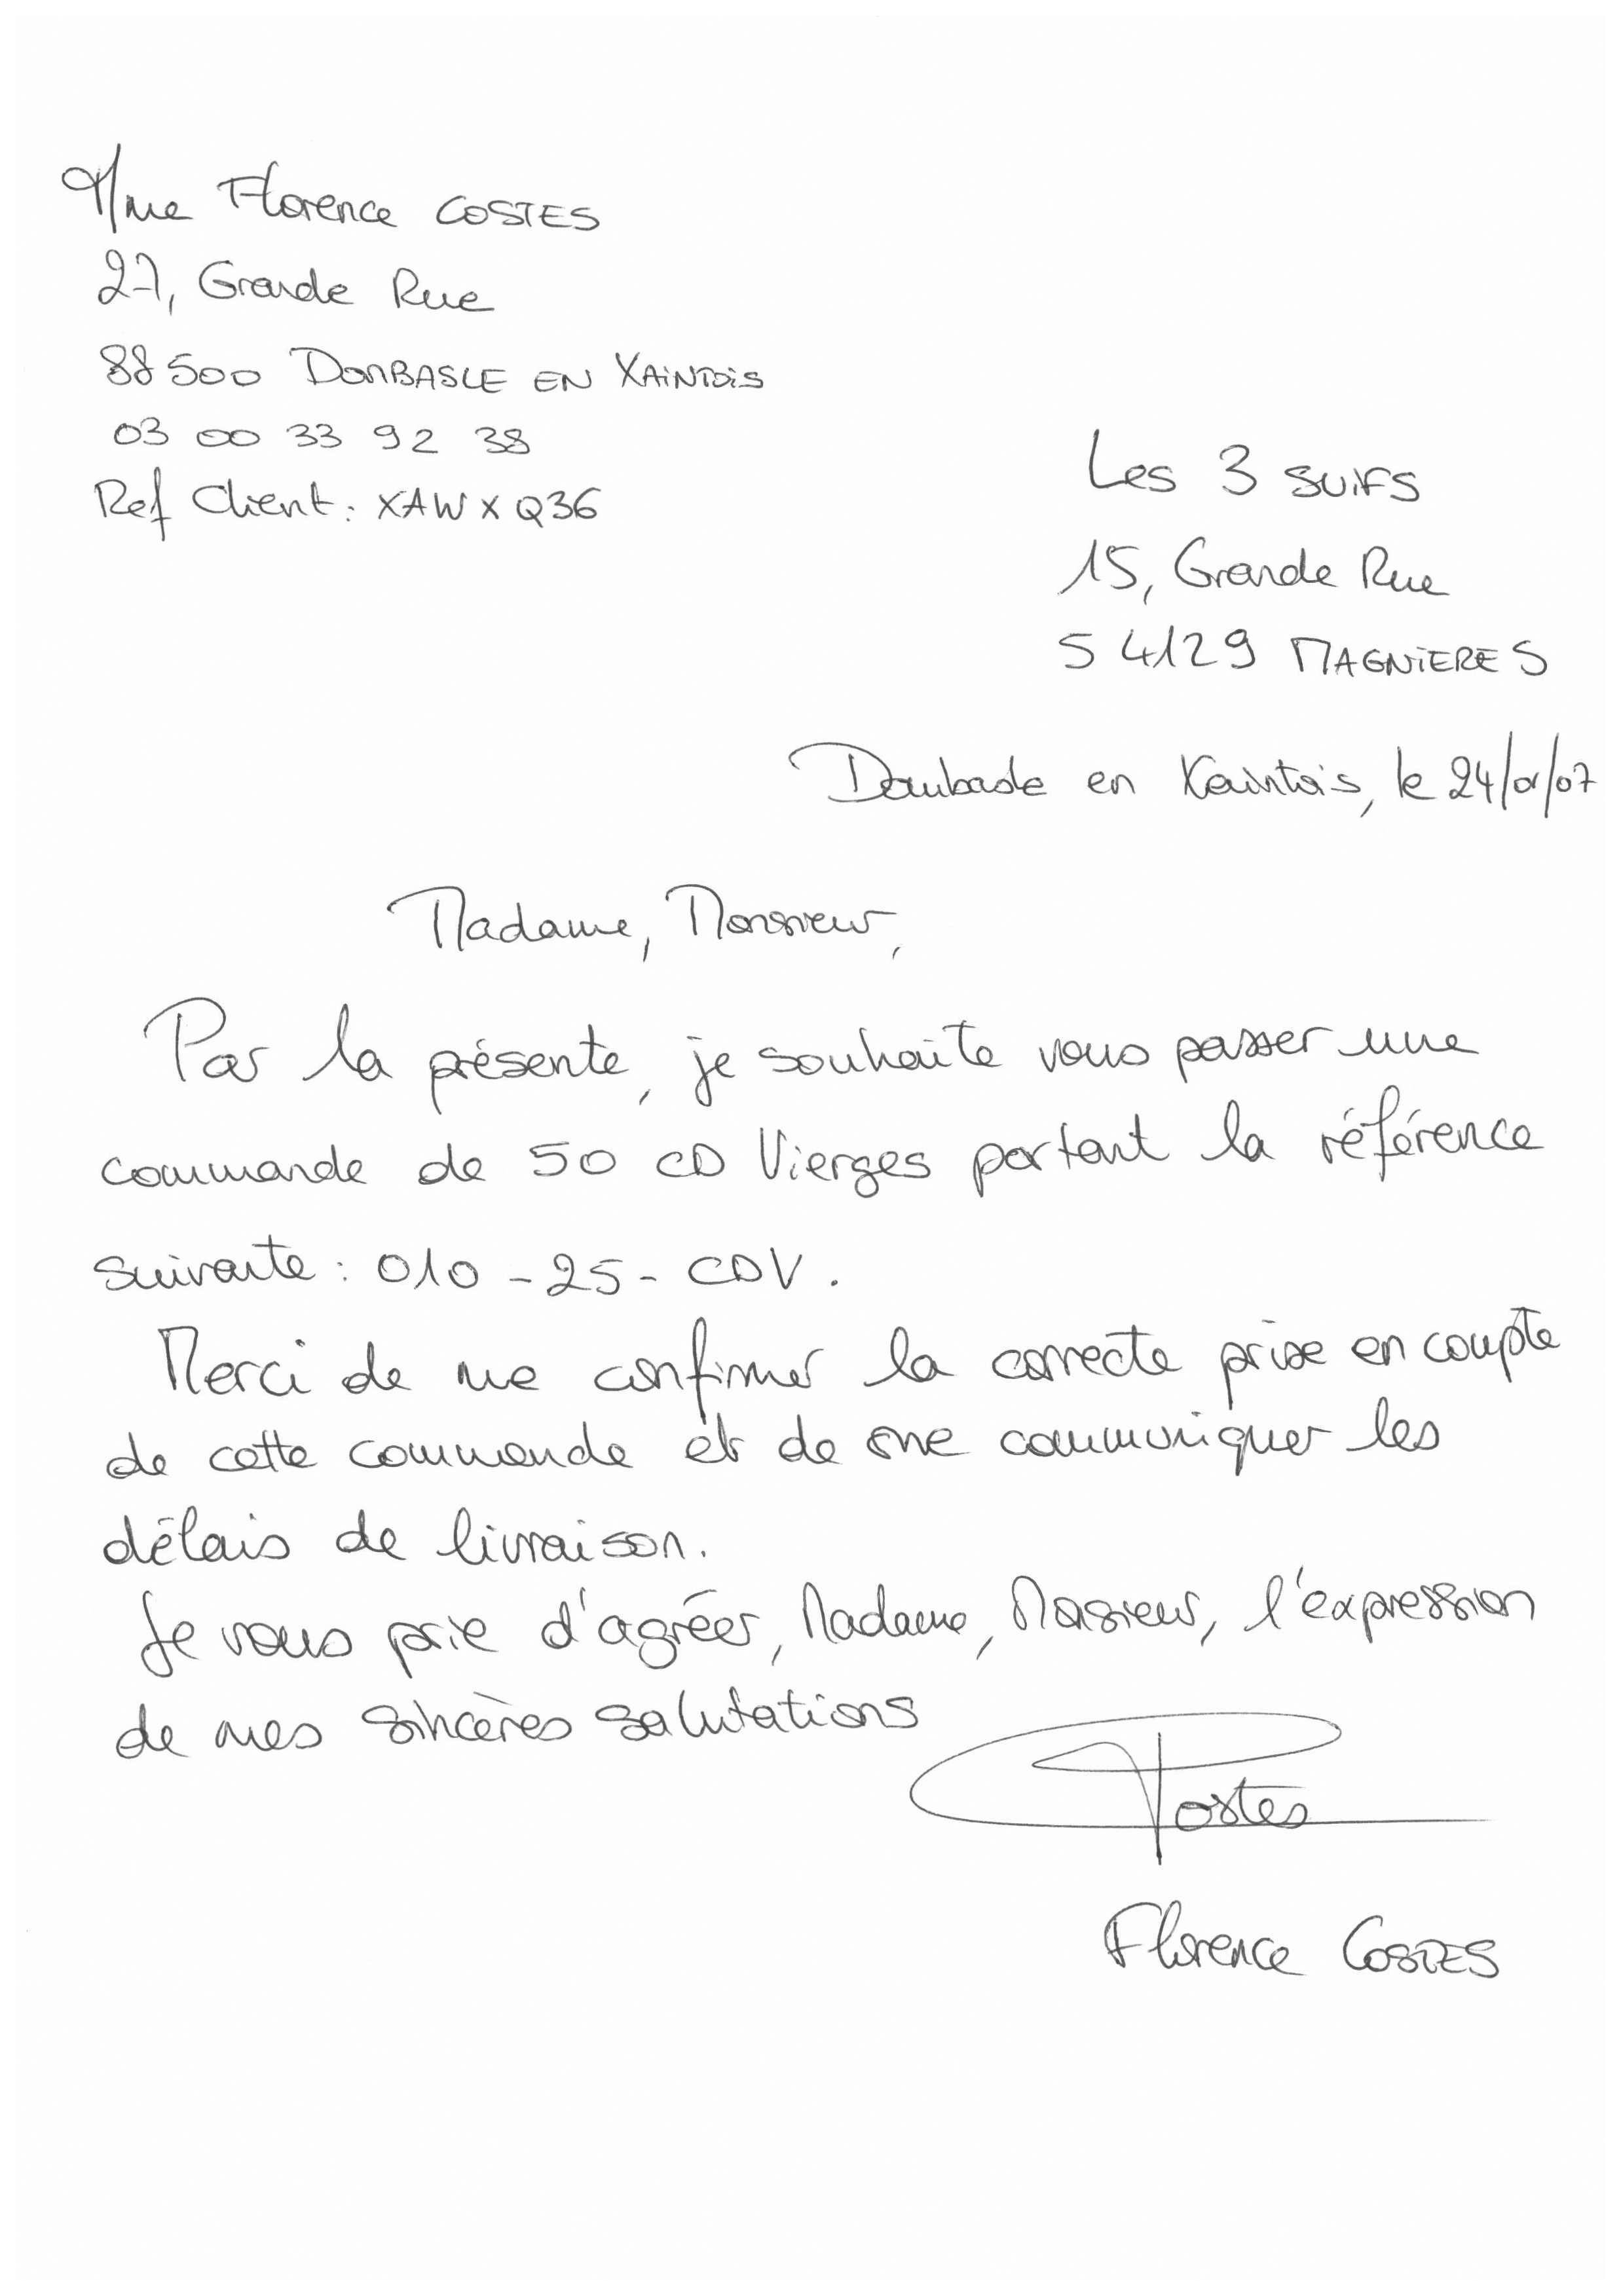 Mme Florence COSTES
27, Grande Rue
88500 DOMBASLE EN XAINTOIS
03 00 33 92 38
Ref Client : XAWXQ36
Les 3 SUIFS
15, Grande Rue
54129 MAGNIERES
Dombasle en Xaintois, le 24/01/07
Madame, Monsieur,
Par la présente, je souhaite vous passer une
commande de 50 CD Vierges portant la référence
suivante : 010-25-CDV.
Merci de me confirmer la correcte prise en compte
de cette commande et de me communiquer les
délais de livraison.
Je vous prie d'agréer, Madame, Monsieur, l'expression
de mes sincères salutations
Costes
Florence COSTES